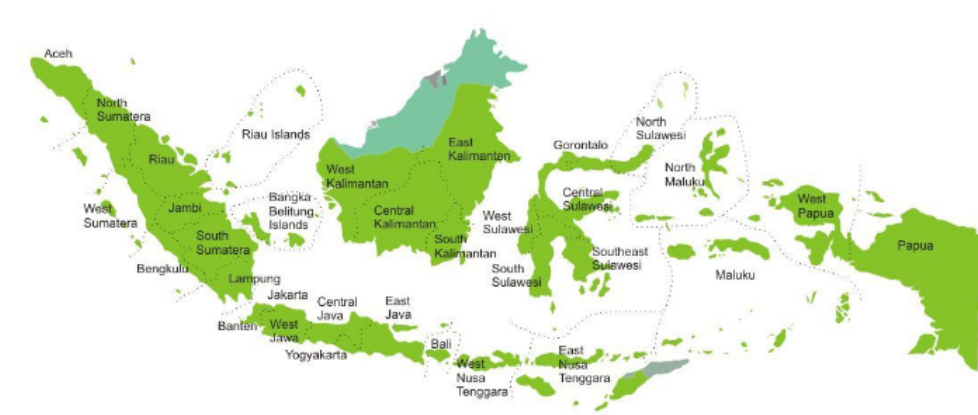 Aceh
North
Sumatera
Riau Islands
Riau
North
Sulawesi
Gorontalo
East
Kalimantan
West
Kalimantan
North
Maluku
Jambi
West
Sumatera
Bangka
Belitung
Islands
Central
Kalimantan
West
Sulawesi
Central
Sulawesi
West
Papua
South
Sumatera
South
Kalimantan
Southeast
Sulawesi
Papua
Bengkulu
Lampung
South
Sulawesi
Maluku
Jakarta
Central
Java
East
Java
Banten
West
Jawa
Yogyakarta
Bali
West
Nusa
Tenggara
East
Nusa
Tenggara